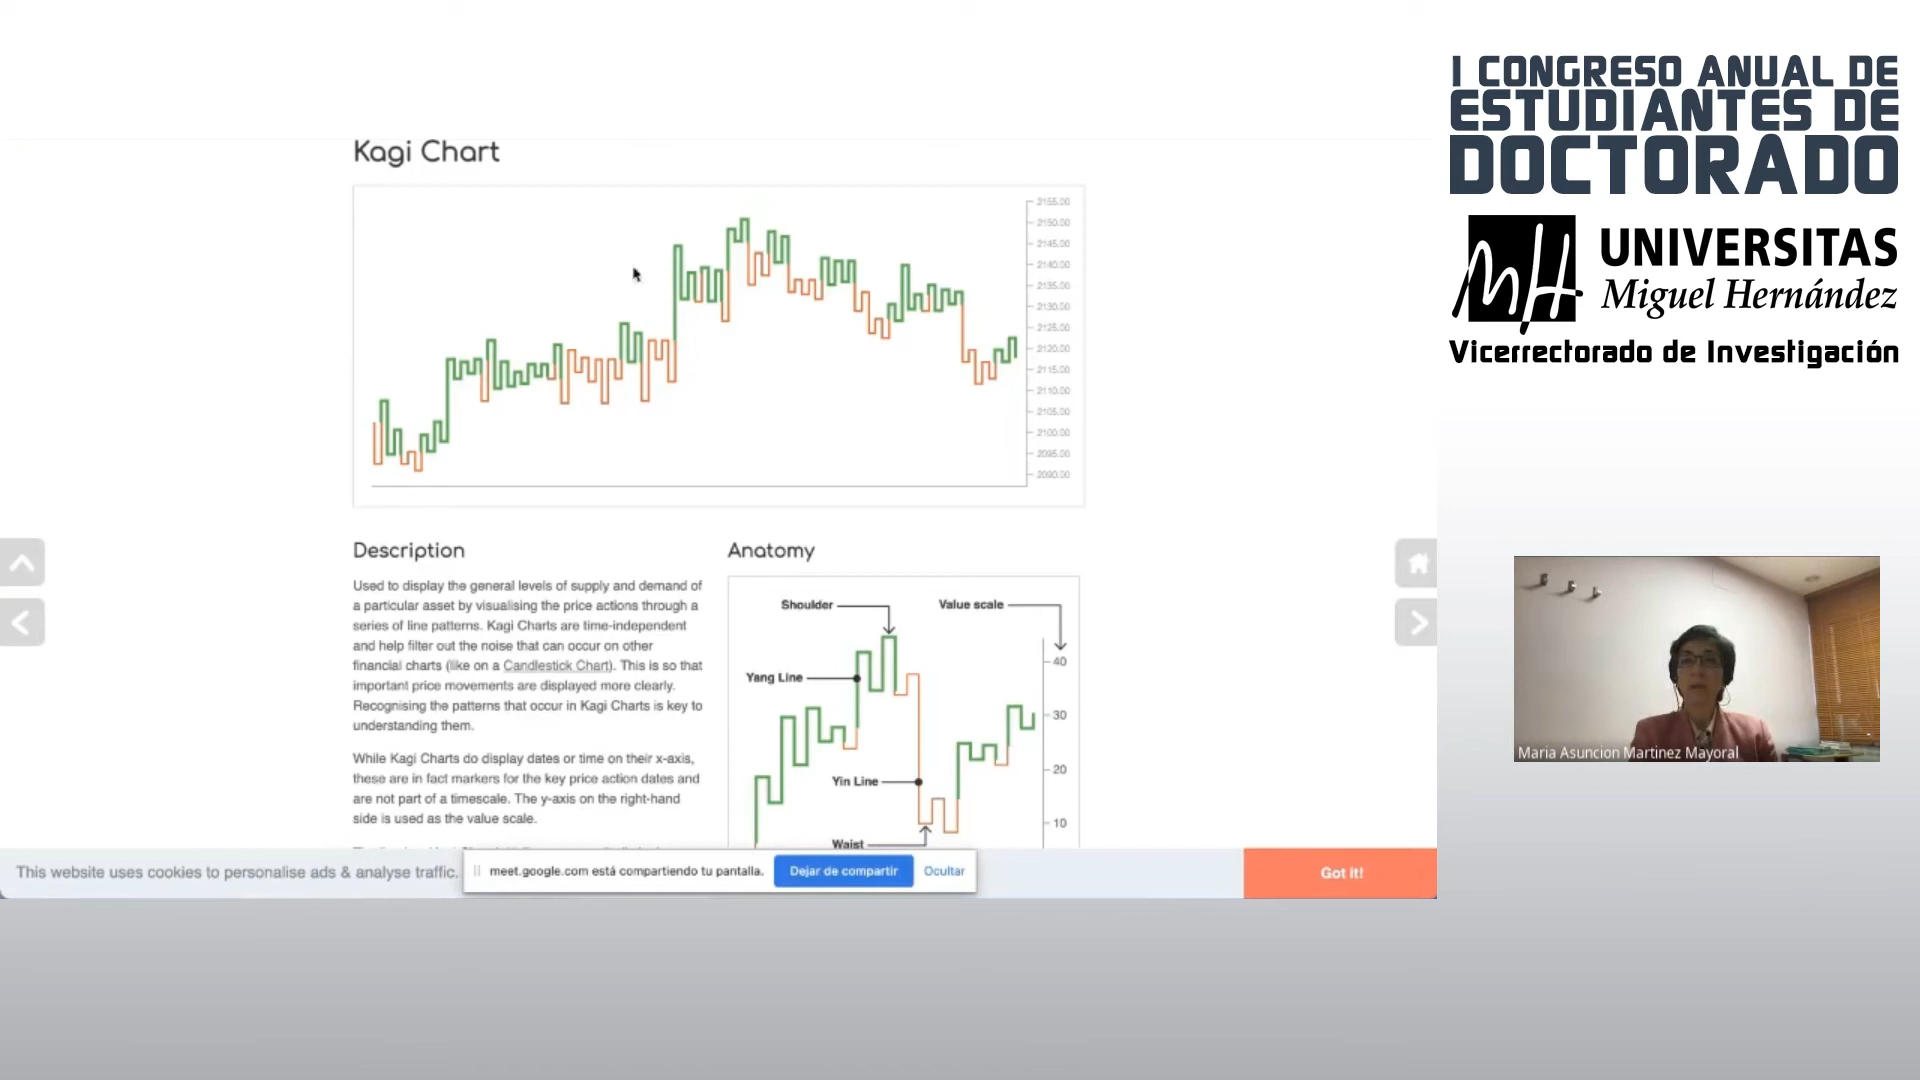 Kagi Chart
2155.00
2150.00
2145.00
2140.00
2135.00
2130.00
2125.00
2120.00
2115.00
2110.00
2105.00
2100.00
2095.00
2090.00
Description
Used to display the general levels of supply and demand of
a particular asset by visualising the price actions through a
series of line patterns. Kagi Charts are time-independent
and help filter out the noise that can occur on other
financial charts (like on a Candlestick Chart). This is so that
important price movements are displayed more clearly.
Recognising the patterns that occur in Kagi Charts is key to
understanding them.
While Kagi Charts do display dates or time on their x-axis,
these are in fact markers for the key price action dates and
are not part of a timescale. The y-axis on the right-hand
side is used as the value scale.
Anatomy
Shoulder
Value scale
40
Yang Line
30
Yin Line
20
10
Waist
This website uses cookies to personalise ads & analyse traffic.
meet.google.com está compartiendo tu pantalla.
Dejar de compartir
Ocultar
Got it!
I CONGRESO ANUAL DE
ESTUDIANTES DE
DOCTORADO
UNIVERSITAS
Miguel Hernández
Vicerrectorado de Investigación
Maria Asuncion Martinez Mayoral